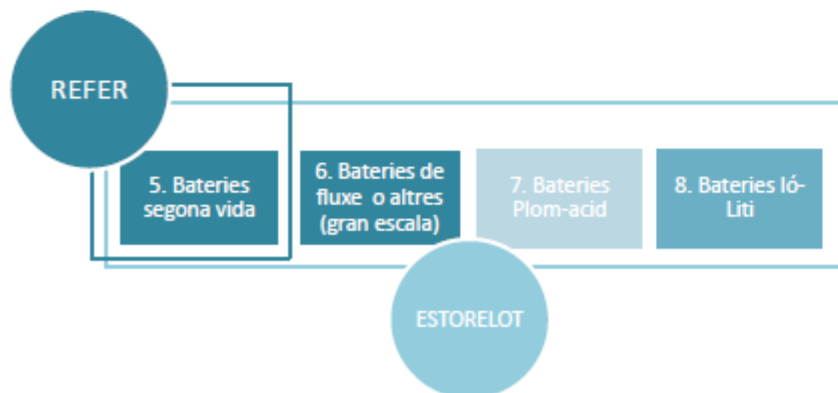 REFER
5. Bateries
segona vida
6. Bateries de
fluxe o altres
(gran escala)
7. Bateries
Plom-acid
8. Bateries Ió-
Liti
ESTORELOT